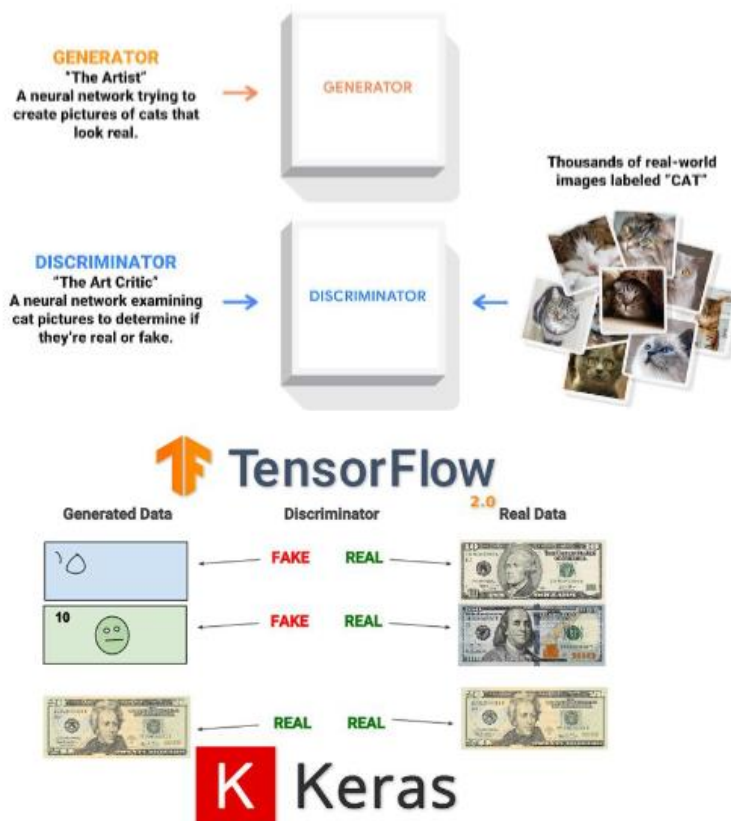 GENERATOR
"The Artist"
A neural network trying to
create pictures of cats that
look real.
GENERATOR
Thousands of real-world
images labeled "CAT"
DISCRIMINATOR
"The Art Critic"
A neural network examining
cat pictures to determine if
they're real or fake.
DISCRIMINATOR
TensorFlow
2.0
Generated Data
Discriminator
Real Data
FAKE
REAL
10
FAKE
REAL
REAL
REAL
K Keras